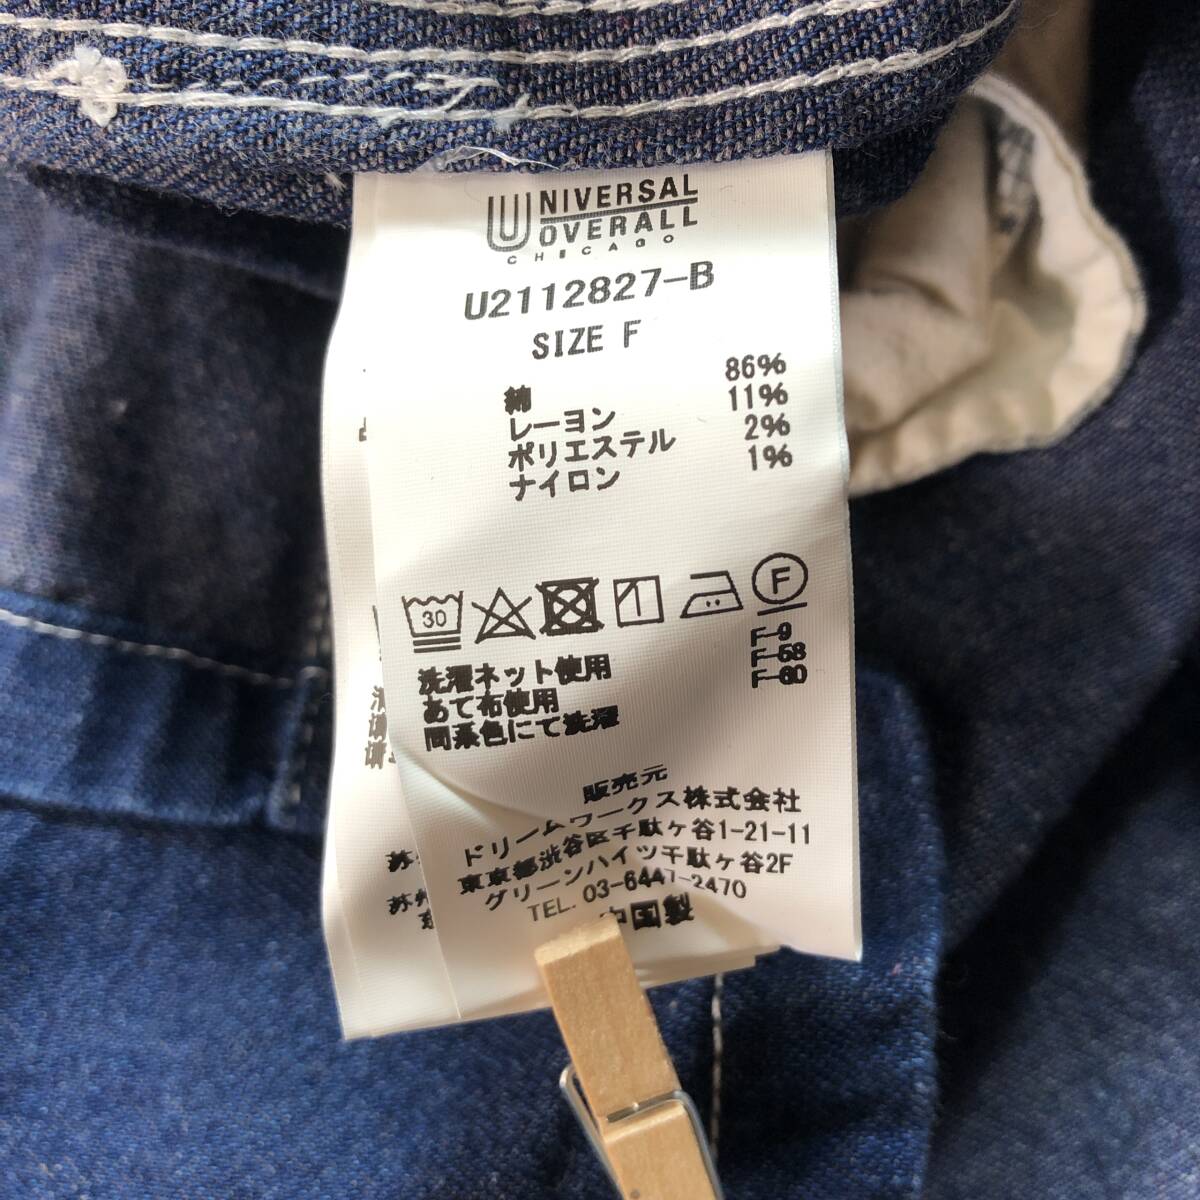 UNIVERSAL
OVERALL
CHICAGO
U2112827-B
SIZE F
綿 86%
レーヨン 11%
ポリエステル 2%
ナイロン 1%
30
F
F-9
F-58
F-60
洗濯ネット使用
あて布使用
同系色にて洗濯
販売元
ドリームワークス株式会社
東京都渋谷区千駄ヶ谷1-21-11
グリーンハイツ千駄ヶ谷2F
TEL. 03-6447-2470
中国製